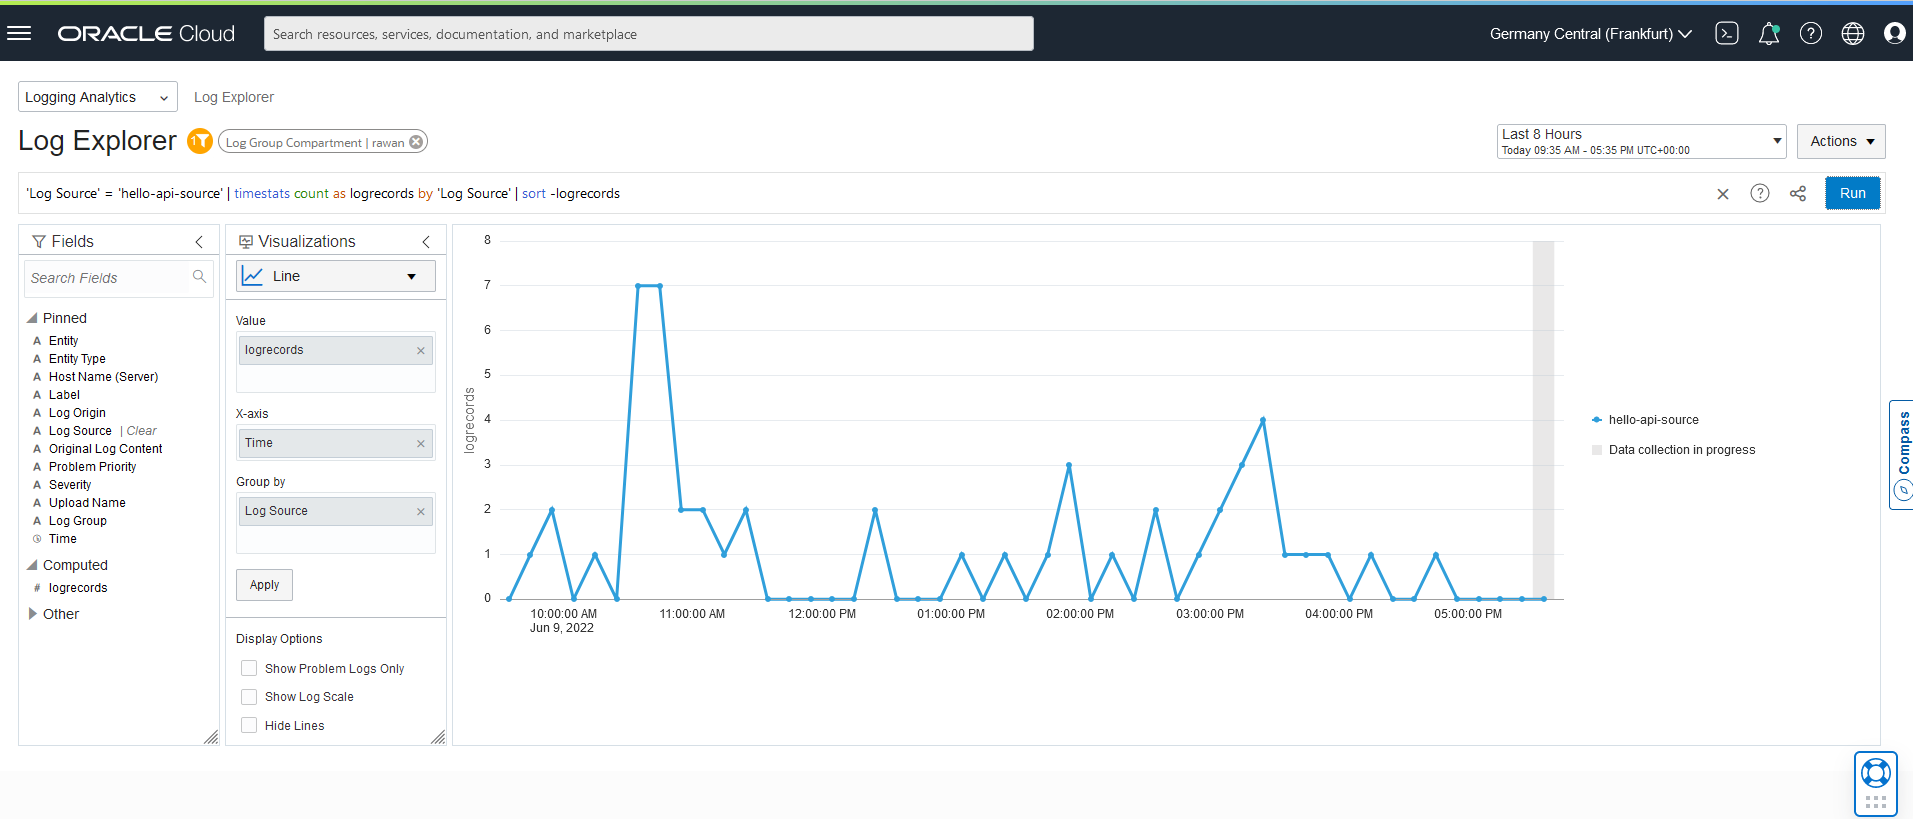 ORACLE Cloud
Search resources, services, documentation, and marketplace
Germany Central (Frankfurt)
Logging Analytics
Log Explorer
Log Explorer
1
Log Group Compartment | rawan
Last 8 Hours
Today 09:35 AM - 05:35 PM UTC+00:00
Actions
'Log Source' = 'hello-api-source' | timestats count as logrecords by 'Log Source' | sort -logrecords
Run
Fields
Search Fields
Pinned
A Entity
A Entity Type
A Host Name (Server)
A Label
A Log Origin
A Log Source | Clear
A Original Log Content
A Problem Priority
A Severity
A Upload Name
A Log Group
Time
Computed
# logrecords
Other
Visualizations
Line
Value
logrecords
X-axis
Time
Group by
Log Source
Apply
Display Options
Show Problem Logs Only
Show Log Scale
Hide Lines
8
7
6
5
4
3
2
1
0
logrecords
10:00:00 AM
Jun 9, 2022
11:00:00 AM
12:00:00 PM
01:00:00 PM
02:00:00 PM
03:00:00 PM
04:00:00 PM
05:00:00 PM
hello-api-source
Data collection in progress
Compass